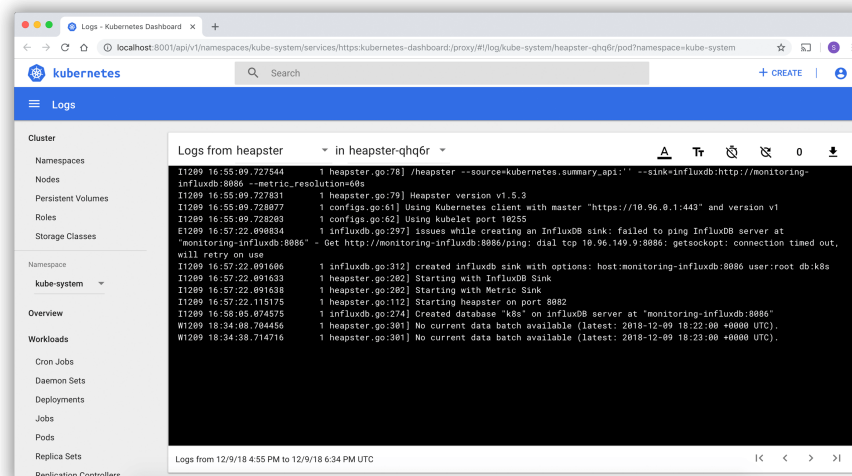 Logs - Kubernetes Dashboard
localhost:8001/api/v1/namespaces/kube-system/services/https:kubernetes-dashboard:/proxy/#!/log/kube-system/heapster-qhq6r/pod?namespace=kube-system
S
kubernetes
Search
+ CREATE
Logs
Cluster
Namespaces
Nodes
Persistent Volumes
Roles
Storage Classes
Namespace
kube-system
Overview
Workloads
Cron Jobs
Daemon Sets
Deployments
Jobs
Pods
Replica Sets
Replication Controllers
Logs from heapster in heapster-qhq6r
A Tт 0
I1209 16:55:09.727544 1 heapster.go:78] /heapster --source=kubernetes.summary_api:'' --sink=influxdb:http://monitoring-
influxdb:8086 --metric_resolution=60s
I1209 16:55:09.727831 1 heapster.go:79] Heapster version v1.5.3
I1209 16:55:09.728077 1 configs.go:61] Using Kubernetes client with master "https://10.96.0.1:443" and version v1
I1209 16:55:09.728203 1 configs.go:62] Using kubelet port 10255
E1209 16:57:22.090834 1 influxdb.go:297] issues while creating an InfluxDB sink: failed to ping InfluxDB server at
"monitoring-influxdb:8086" - Get http://monitoring-influxdb:8086/ping: dial tcp 10.96.149.9:8086: getsockopt: connection timed out,
will retry on use
I1209 16:57:22.091606 1 influxdb.go:312] created influxdb sink with options: host:monitoring-influxdb:8086 user:root db:k8s
I1209 16:57:22.091633 1 heapster.go:202] Starting with InfluxDB Sink
I1209 16:57:22.091638 1 heapster.go:202] Starting with Metric Sink
I1209 16:57:22.115175 1 heapster.go:112] Starting heapster on port 8082
I1209 16:58:05.074575 1 influxdb.go:274] Created database "k8s" on influxDB server at "monitoring-influxdb:8086"
W1209 18:34:08.704456 1 heapster.go:301] No current data batch available (latest: 2018-12-09 18:22:00 +0000 UTC).
W1209 18:34:38.714716 1 heapster.go:301] No current data batch available (latest: 2018-12-09 18:23:00 +0000 UTC).
Logs from 12/9/18 4:55 PM to 12/9/18 6:34 PM UTC